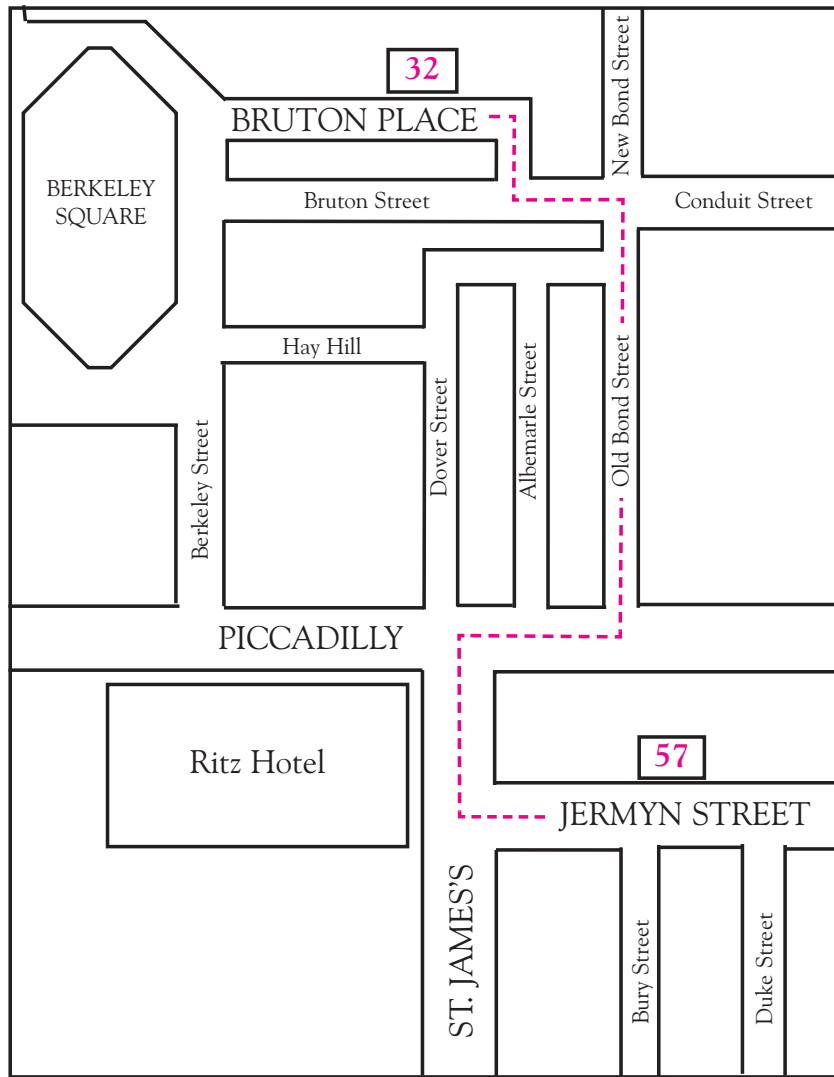 32
New Bond Street
BRUTON PLACE
BERKELEY
SQUARE
Bruton Street
Conduit Street
Hay Hill
Berkeley Street
Dover Street
Albemarle Street
Old Bond Street
PICCADILLY
Ritz Hotel
57
JERMYN STREET
ST. JAMES'S
Bury Street
Duke Street